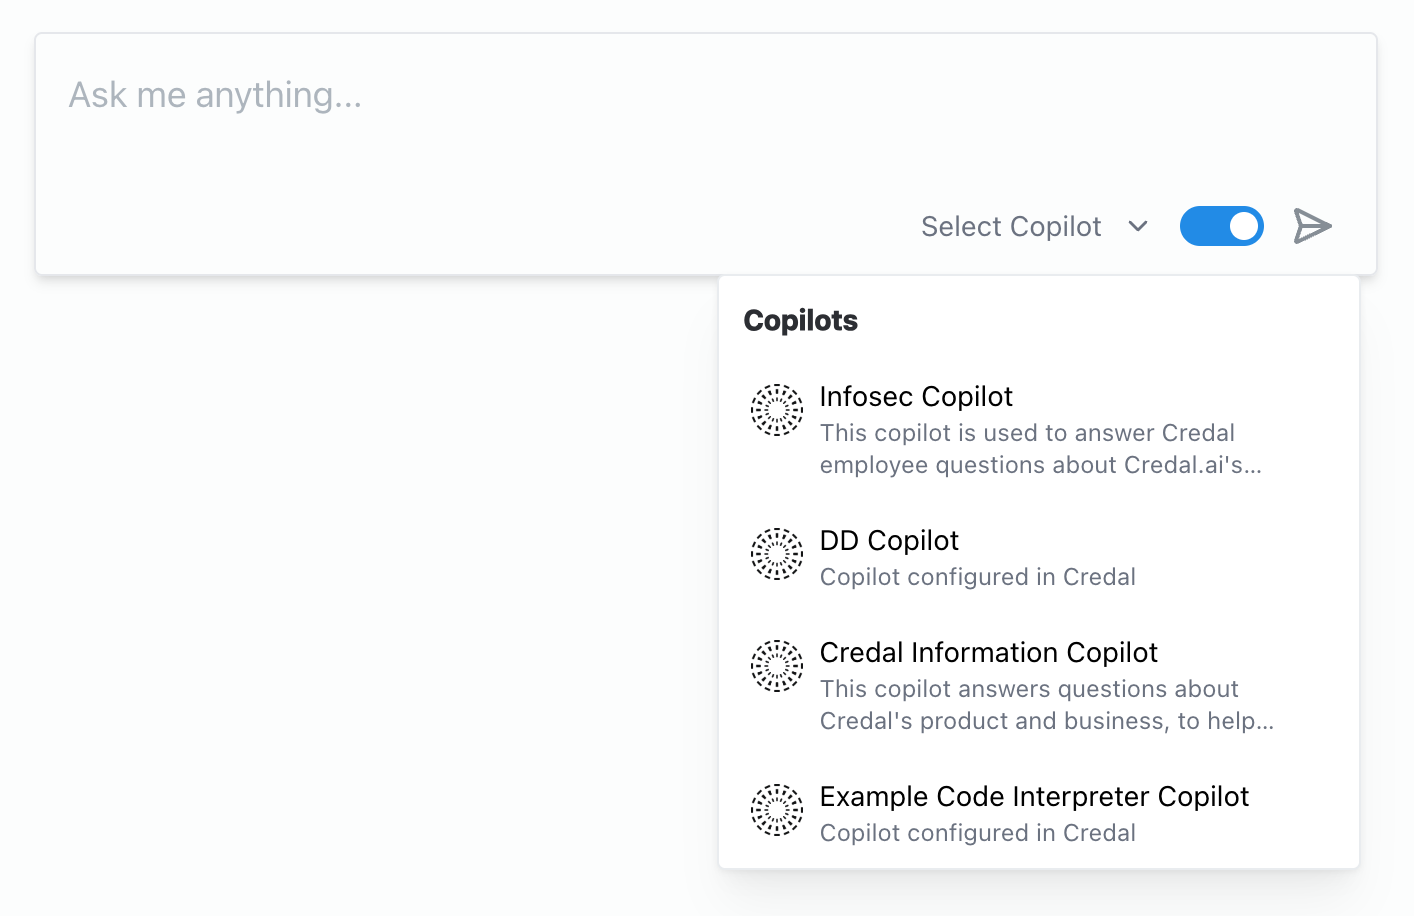 Ask me anything...
Select Copilot
Copilots
Infosec Copilot
This copilot is used to answer Credal
employee questions about Credal.ai's...
DD Copilot
Copilot configured in Credal
Credal Information Copilot
This copilot answers questions about
Credal's product and business, to help...
Example Code Interpreter Copilot
Copilot configured in Credal